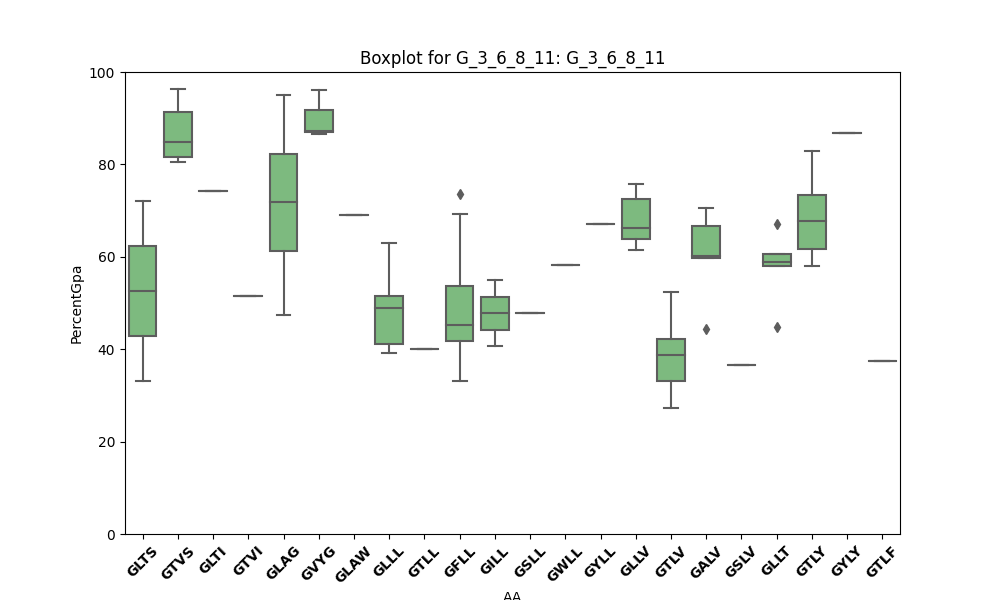 Boxplot for G_3_6_8_11: G_3_6_8_11
100
80
60
40
20
0
PercentGpa
GLTS GTVS GLTI GTVI GLAG GVYG GLAW GLLL GTLL GFLL GILL GSLL GWLL GYLL GLLV GTLV GALV GSLV GLLT GTLY GYLY GTLF
AA